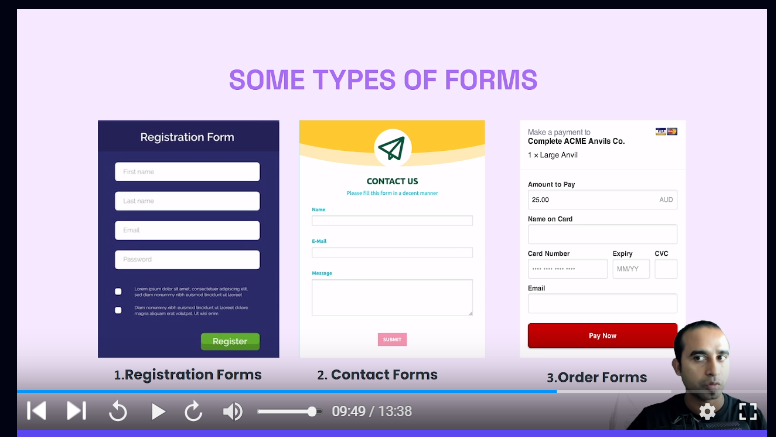 SOME TYPES OF FORMS
Registration Form
First name
Last name
Email
Password
Lorem ipsum dolor sit amet, consectetuer adipiscing elit,
sed diam nonummy nibh euismod tincidunt ut laoreet
Diam nonummy nibh euismod tincidunt ut laoreet dolore
magna aliquam erat volutpat. Ut wisi enim
Register
1.Registration Forms
CONTACT US
Please fill this form in a decent manner
Name
E-Mail
Message
SUBMIT
2. Contact Forms
Make a payment to
Complete ACME Anvils Co.
1 x Large Anvil
Amount to Pay
25.00 AUD
Name on Card
Card Number Expiry CVC
•••• •••• •••• •••• MM/YY
Email
Pay Now
3.Order Forms
09:49 / 13:38